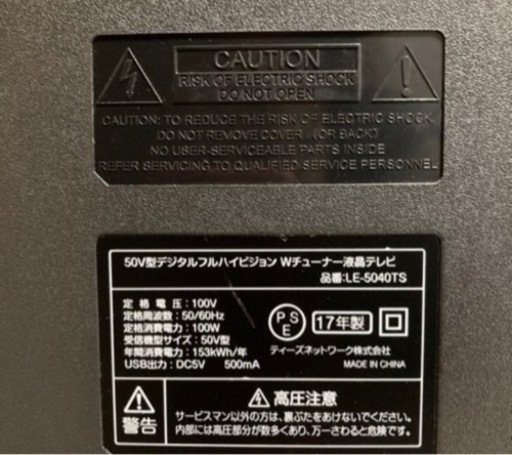 CAUTION
RISK OF ELECTRIC SHOCK
DO NOT OPEN
CAUTION: TO REDUCE THE RISK OF ELECTRIC SHOCK,
DO NOT REMOVE COVER (OR BACK)
NO USER-SERVICEABLE PARTS INSIDE
REFER SERVICING TO QUALIFIED SERVICE PERSONNEL
50V型デジタルフルハイビジョン Wチューナー液晶テレビ
品番:LE-5040TS
定格電圧:100V
定格周波数:50/60Hz
定格消費電力:100W
受信機型サイズ:50V型
年間消費電力:153kWh/年
USB出力:DC5V 500mA
PSE
17年製
ティーズネットワーク株式会社
MADE IN CHINA
警告
高圧注意
サービスマン以外の方は、裏ぶたをあけないでください。
内部には高圧部分が数多くあり、万一さわると危険です。